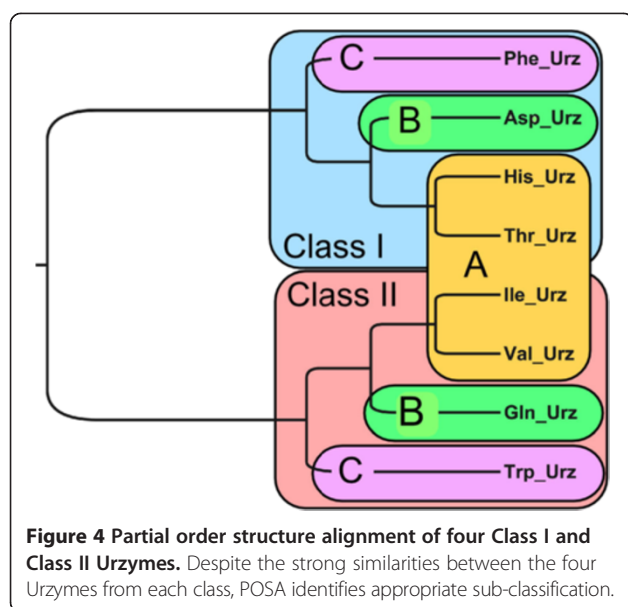 C
Phe_Urz
B
Asp_Urz
His_Urz
Thr_Urz
Class I
A
Class II
Ile_Urz
Val_Urz
B
Gln_Urz
C
Trp_Urz
Figure 4 Partial order structure alignment of four Class I and
Class II Urzymes. Despite the strong similarities between the four
Urzymes from each class, POSA identifies appropriate sub-classification.